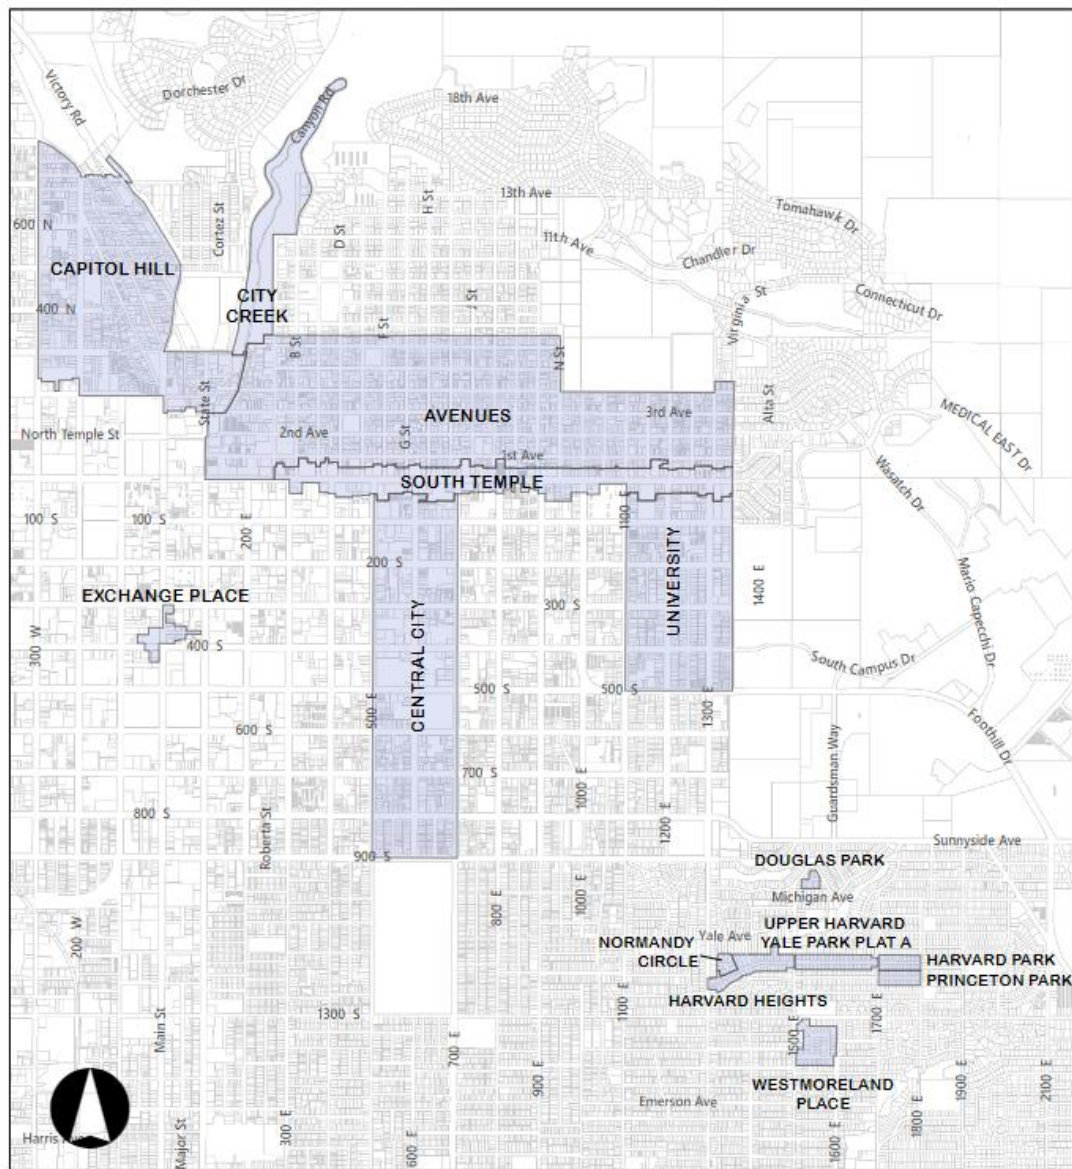 Dorchester Dr
Victory Rd
Canyon Rd
18th Ave
13th Ave
H St
Tomahawk Dr
600 N
Cortez St
D St
11th Ave
Chandler Dr
CAPITOL HILL
400 N
CITY
CREEK
J St
Virginia St
Connecticut Dr
F St
B St
N St
State St
AVENUES
3rd Ave
Alta St
MEDICAL EAST Dr
North Temple St
2nd Ave
G St
1st Ave
SOUTH TEMPLE
Wasatch Dr
100 S
100 S
200 E
1100 E
200 S
UNIVERSITY
1400 E
Mario Capecchi Dr
EXCHANGE PLACE
300 S
300 W
400 S
CENTRAL CITY
South Campus Dr
500 E
500 S
500 S
1300 E
Foothill Dr
600 S
700 S
Guardsman Way
1000 E
800 S
Roberta St
1200 E
Sunnyside Ave
900 S
DOUGLAS PARK
Michigan Ave
800 E
1000 E
200 W
UPPER HARVARD
YALE PARK PLAT A
Yale Ave
NORMANDY
CIRCLE
HARVARD PARK
PRINCETON PARK
HARVARD HEIGHTS
1100 E
1300 S
Main St
1500 E
1700 E
700 E
900 E
WESTMORELAND
PLACE
1900 E
2100 E
Emerson Ave
1800 E
Harris Ave
Major St
300 E
600 E
1600 E